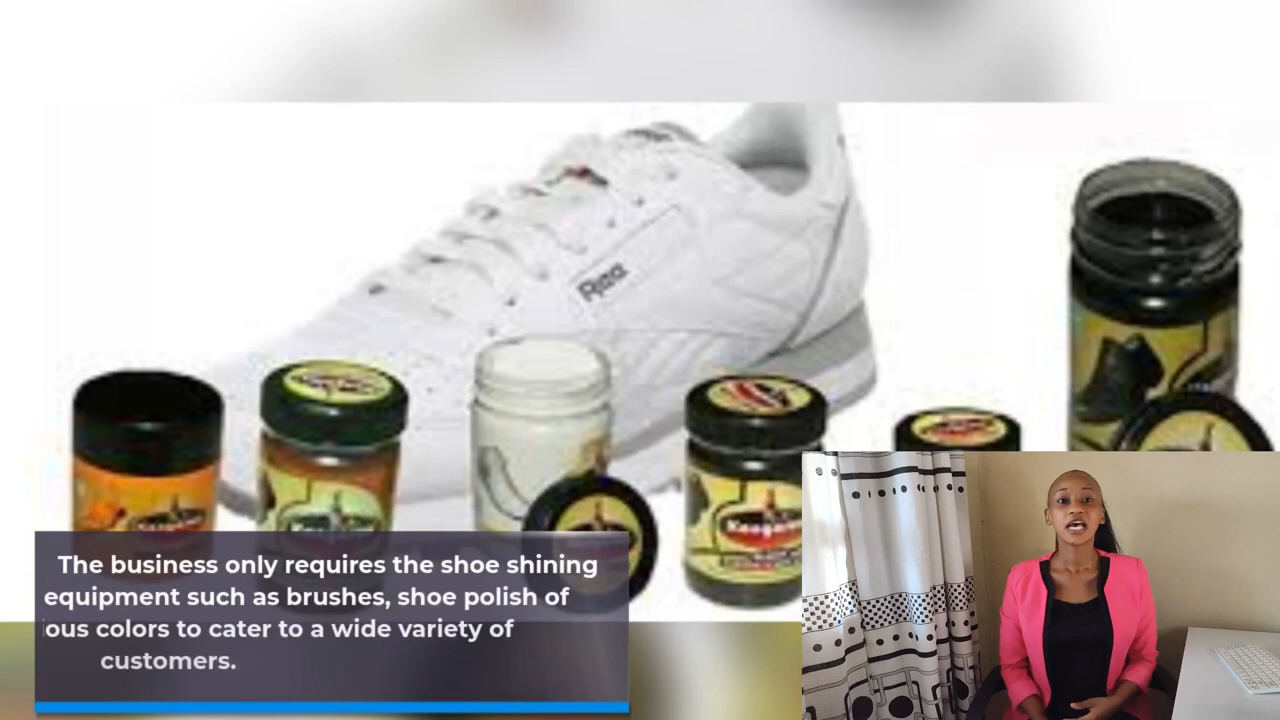 The business only requires the shoe shining
equipment such as brushes, shoe polish of
ious colors to cater to a wide variety of
customers.